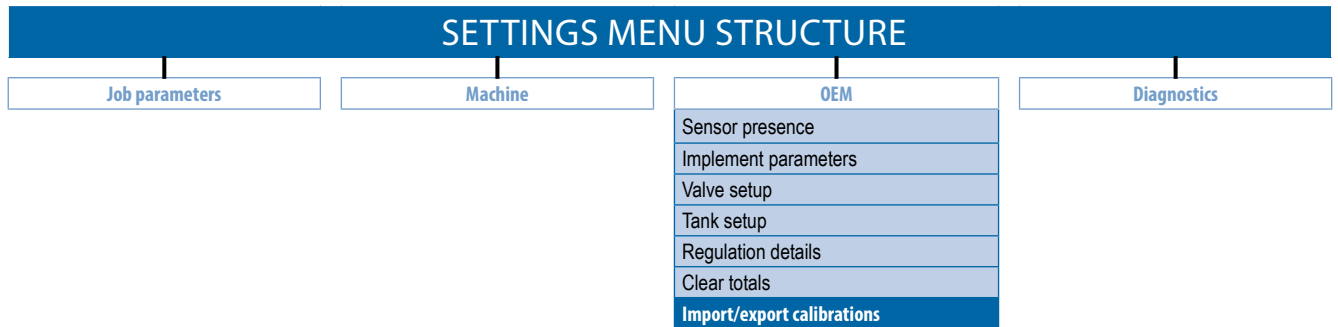 SETTINGS MENU STRUCTURE
Job parameters
Machine
OEM
Diagnostics
Sensor presence
Implement parameters
Valve setup
Tank setup
Regulation details
Clear totals
Import/export calibrations